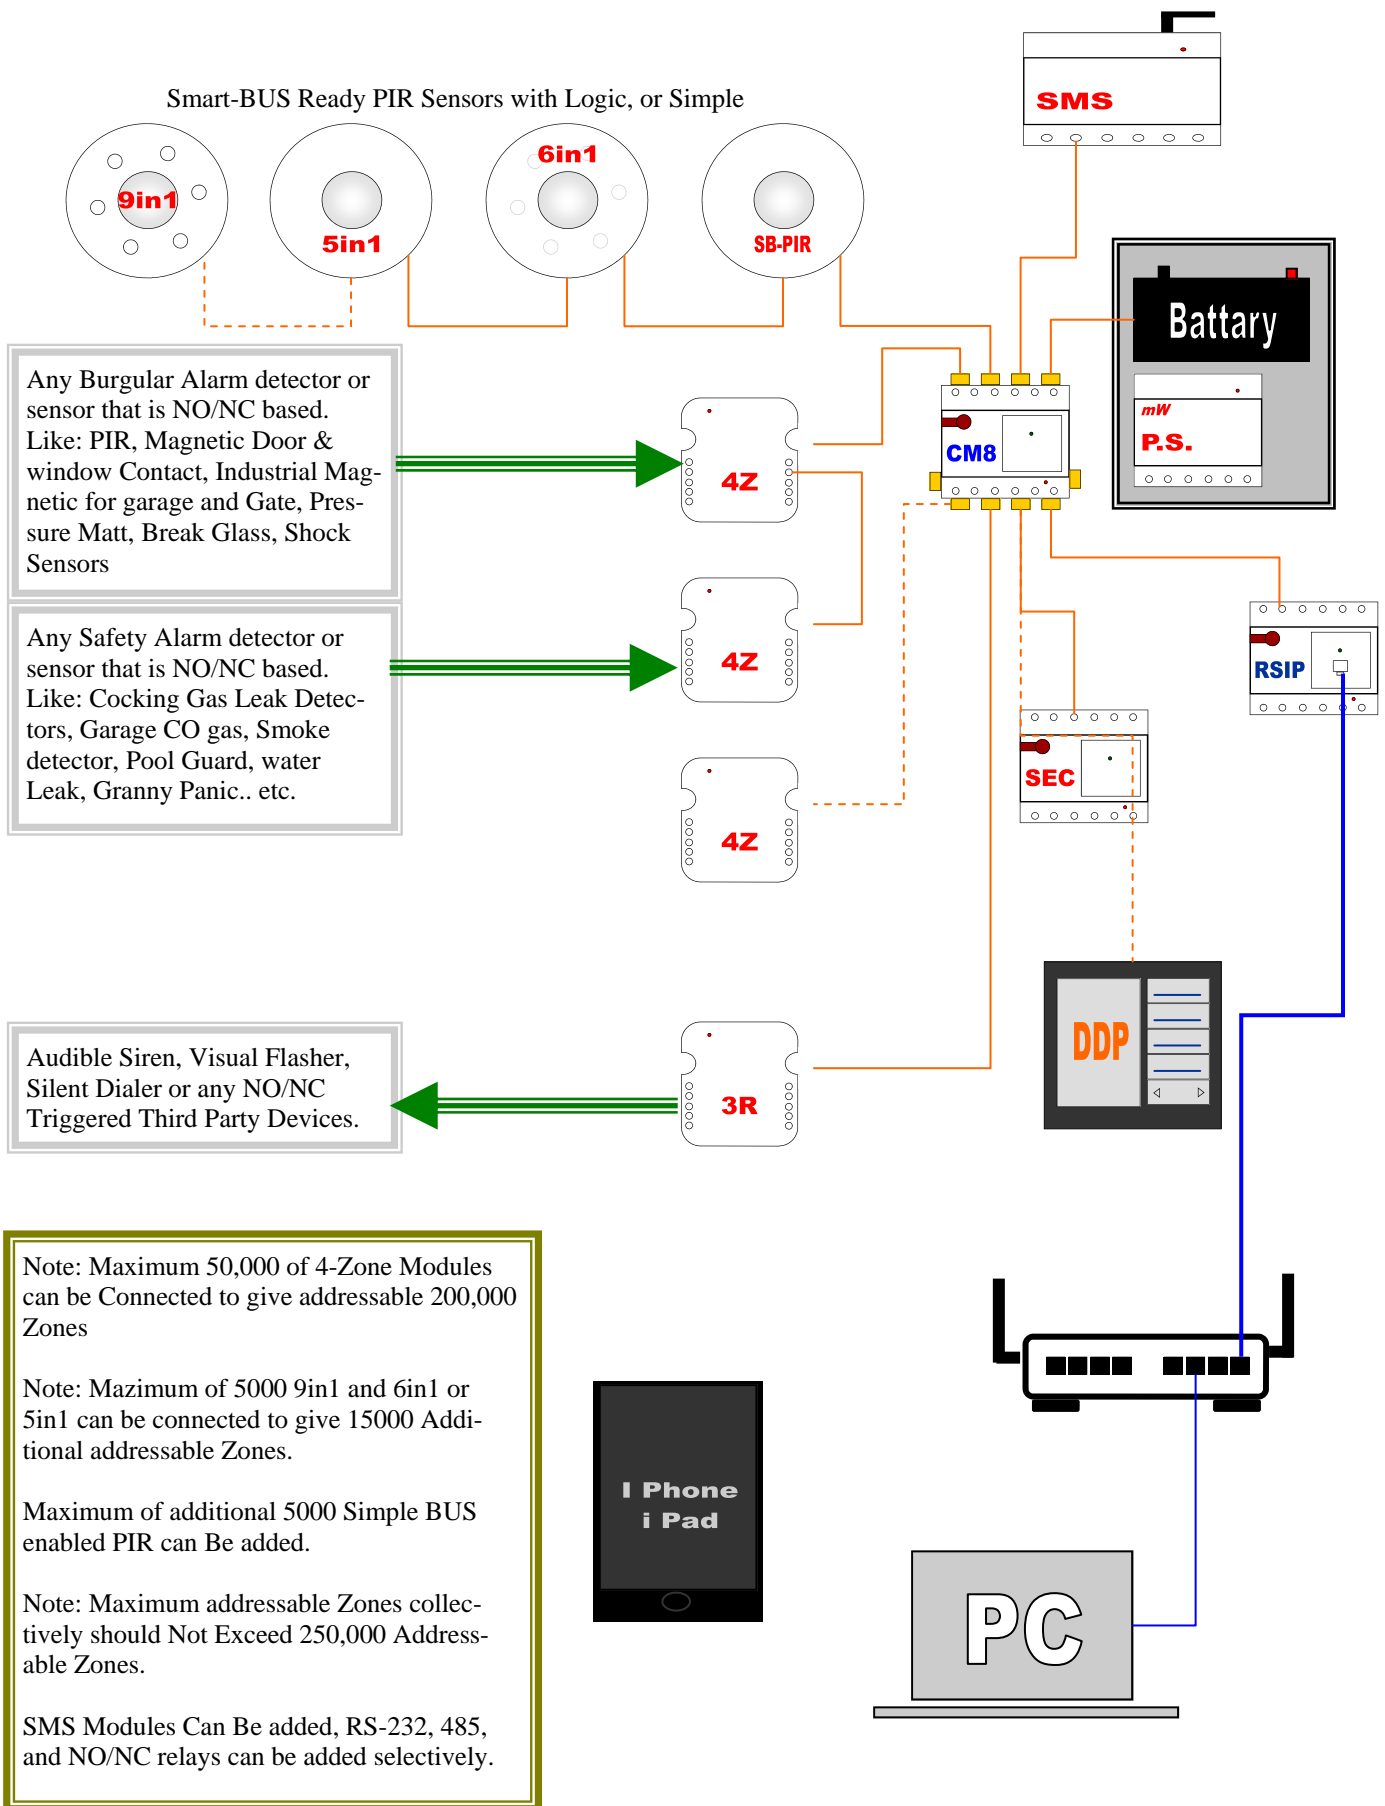 SMS
Smart-BUS Ready PIR Sensors with Logic, or Simple
9in1
5in1
6in1
SB-PIR
Battary
mW
P.S.
CM8
Any Burgular Alarm detector or
sensor that is NO/NC based.
Like: PIR, Magnetic Door &
window Contact, Industrial Mag-
netic for garage and Gate, Pres-
sure Matt, Break Glass, Shock
Sensors
4Z
Any Safety Alarm detector or
sensor that is NO/NC based.
Like: Cocking Gas Leak Detec-
tors, Garage CO gas, Smoke
detector, Pool Guard, water
Leak, Granny Panic.. etc.
4Z
RSIP
SEC
4Z
DDP
Audible Siren, Visual Flasher,
Silent Dialer or any NO/NC
Triggered Third Party Devices.
3R
Note: Maximum 50,000 of 4-Zone Modules
can be Connected to give addressable 200,000
Zones
Note: Mazimum of 5000 9in1 and 6in1 or
5in1 can be connected to give 15000 Addi-
tional addressable Zones.
Maximum of additional 5000 Simple BUS
enabled PIR can Be added.
Note: Maximum addressable Zones collec-
tively should Not Exceed 250,000 Address-
able Zones.
SMS Modules Can Be added, RS-232, 485,
and NO/NC relays can be added selectively.
I Phone
i Pad
PC